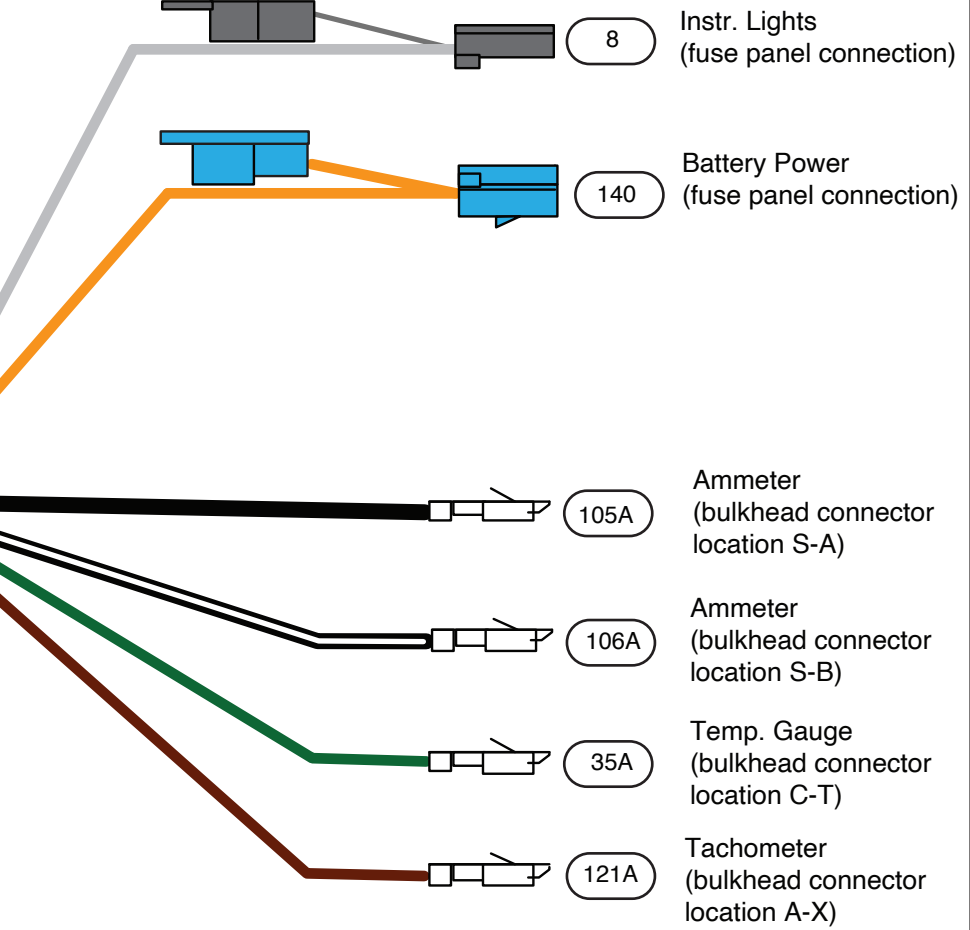 8
Instr. Lights
(fuse panel connection)
140
Battery Power
(fuse panel connection)
105A
Ammeter
(bulkhead connector
location S-A)
106A
Ammeter
(bulkhead connector
location S-B)
35A
Temp. Gauge
(bulkhead connector
location C-T)
121A
Tachometer
(bulkhead connector
location A-X)